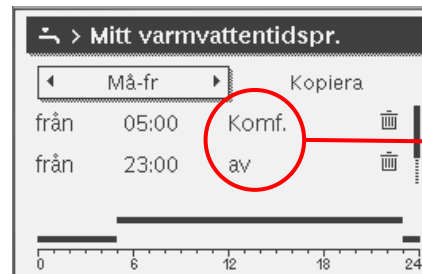 > Mitt varmvattentidspr.
Må-fr Kopiera
från 05:00 Komf.
från 23:00 av
0 6 12 18 24